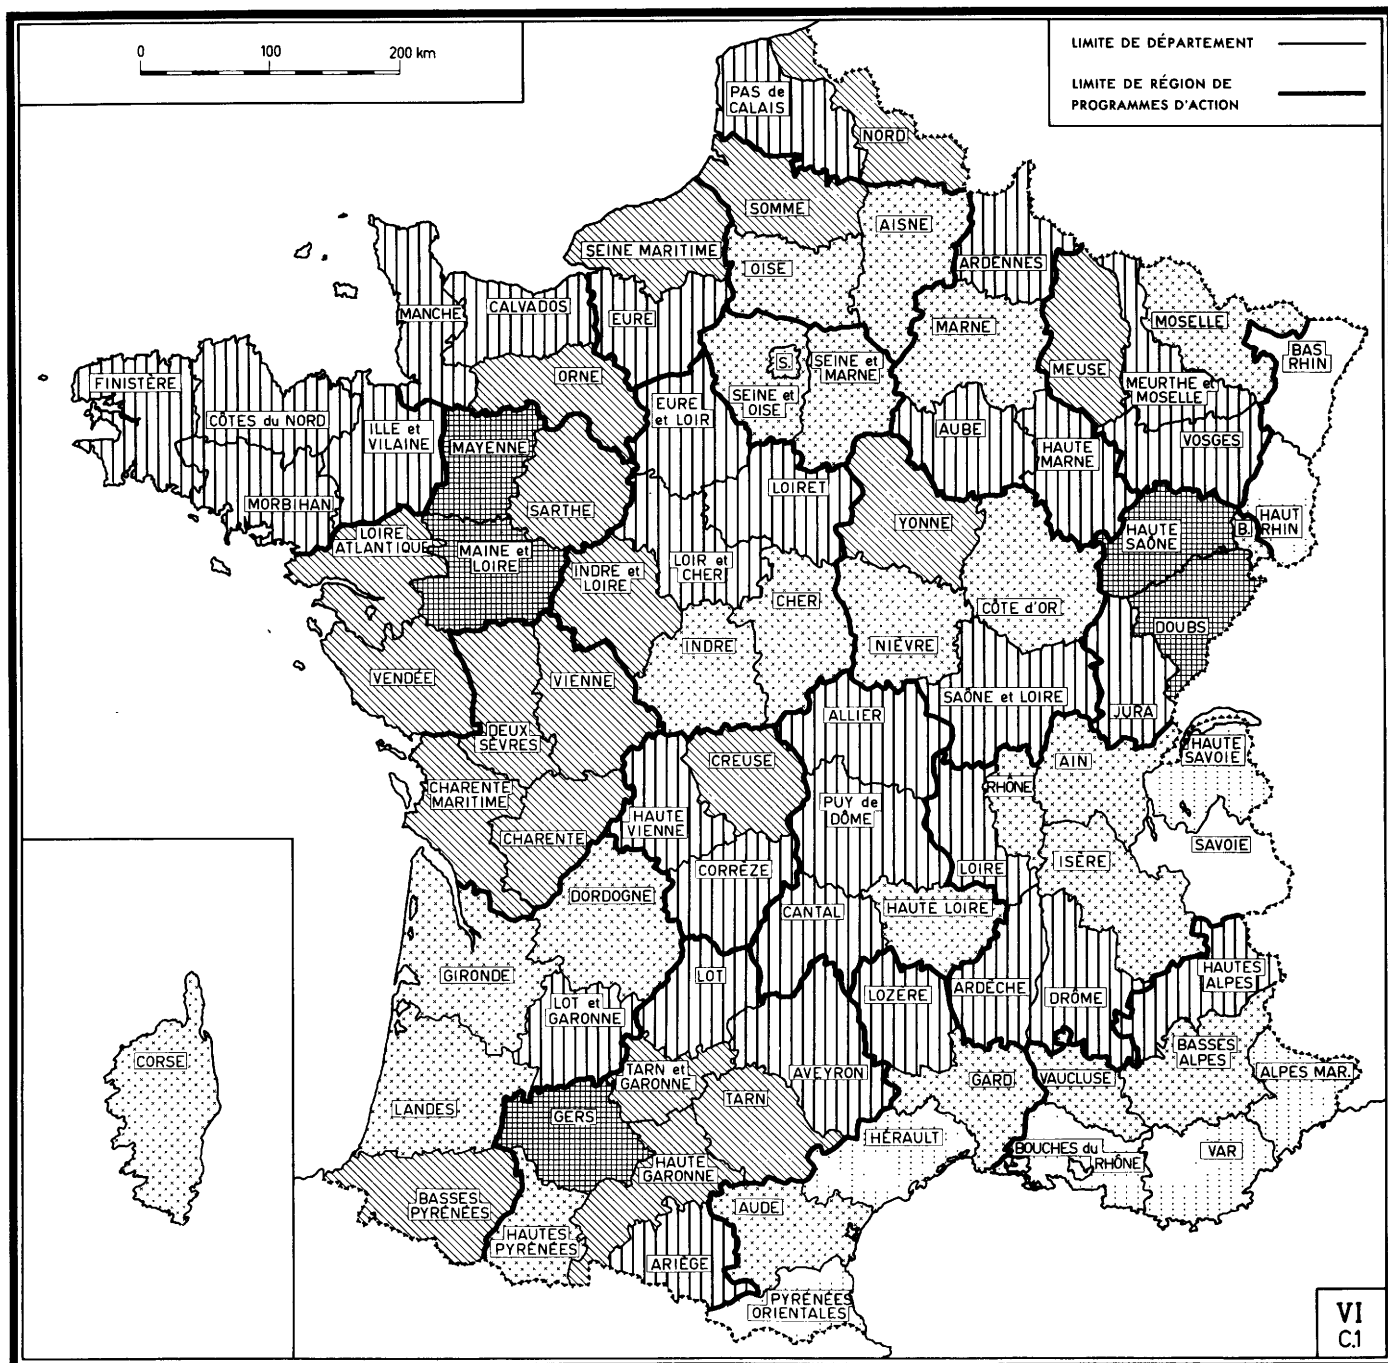 0 100 200 km
LIMITE DE DÉPARTEMENT
LIMITE DE RÉGION DE
PROGRAMMES D'ACTION
PAS de
CALAIS
NORD
SOMME
AISNE
SEINE MARITIME
OISE
ARDENNES
MANCHE
CALVADOS
EURE
MARNE
MOSELLE
BAS
RHIN
S.
SEINE et
MARNE
SEINE et
OISE
MEUSE
MEURTHE et
MOSELLE
FINISTÈRE
CÔTES du NORD
ILLE et
VILAINE
ORNE
EURE
et LOIR
AUBE
HAUTE
MARNE
VOSGES
MAYENNE
MORBIHAN
SARTHE
LOIRET
YONNE
HAUTE
SAÔNE
B.
HAUT
RHIN
LOIRE
ATLANTIQUE
MAINE et
LOIRE
INDRE et
LOIRE
LOIR et
CHER
CHER
CÔTE d'OR
DOUBS
INDRE
NIÈVRE
VENDÉE
VIENNE
DEUX
SÈVRES
SAÔNE et LOIRE
JURA
ALLIER
CREUSE
AIN
HAUTE
SAVOIE
CHARENTE
MARITIME
CHARENTE
HAUTE
VIENNE
PUY de
DÔME
RHÔNE
LOIRE
ISÈRE
SAVOIE
DORDOGNE
CORRÈZE
CANTAL
HAUTE LOIRE
GIRONDE
LOT et
GARONNE
LOT
LOZÈRE
ARDÈCHE
DRÔME
HAUTES
ALPES
CORSE
LANDES
TARN et
GARONNE
AVEYRON
GARD
VAUCLUSE
BASSES
ALPES
ALPES MAR.
GERS
TARN
HÉRAULT
BOUCHES du
RHÔNE
VAR
HAUTE
GARONNE
BASSES
PYRÉNÉES
HAUTES
PYRÉNÉES
AUDE
ARIÈGE
PYRÉNÉES
ORIENTALES
VI
C.1